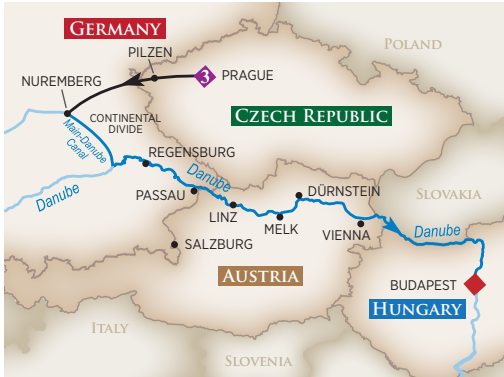 GERMANY
POLAND
PILZEN
3
PRAGUE
NUREMBERG
CONTINENTAL
DIVIDE
CZECH REPUBLIC
Main-Danube
Canal
REGENSBURG
Danube
Danube
PASSAU
DÜRNSTEIN
SLOVAKIA
LINZ
MELK
VIENNA
Danube
SALZBURG
AUSTRIA
BUDAPEST
HUNGARY
ITALY
SLOVENIA